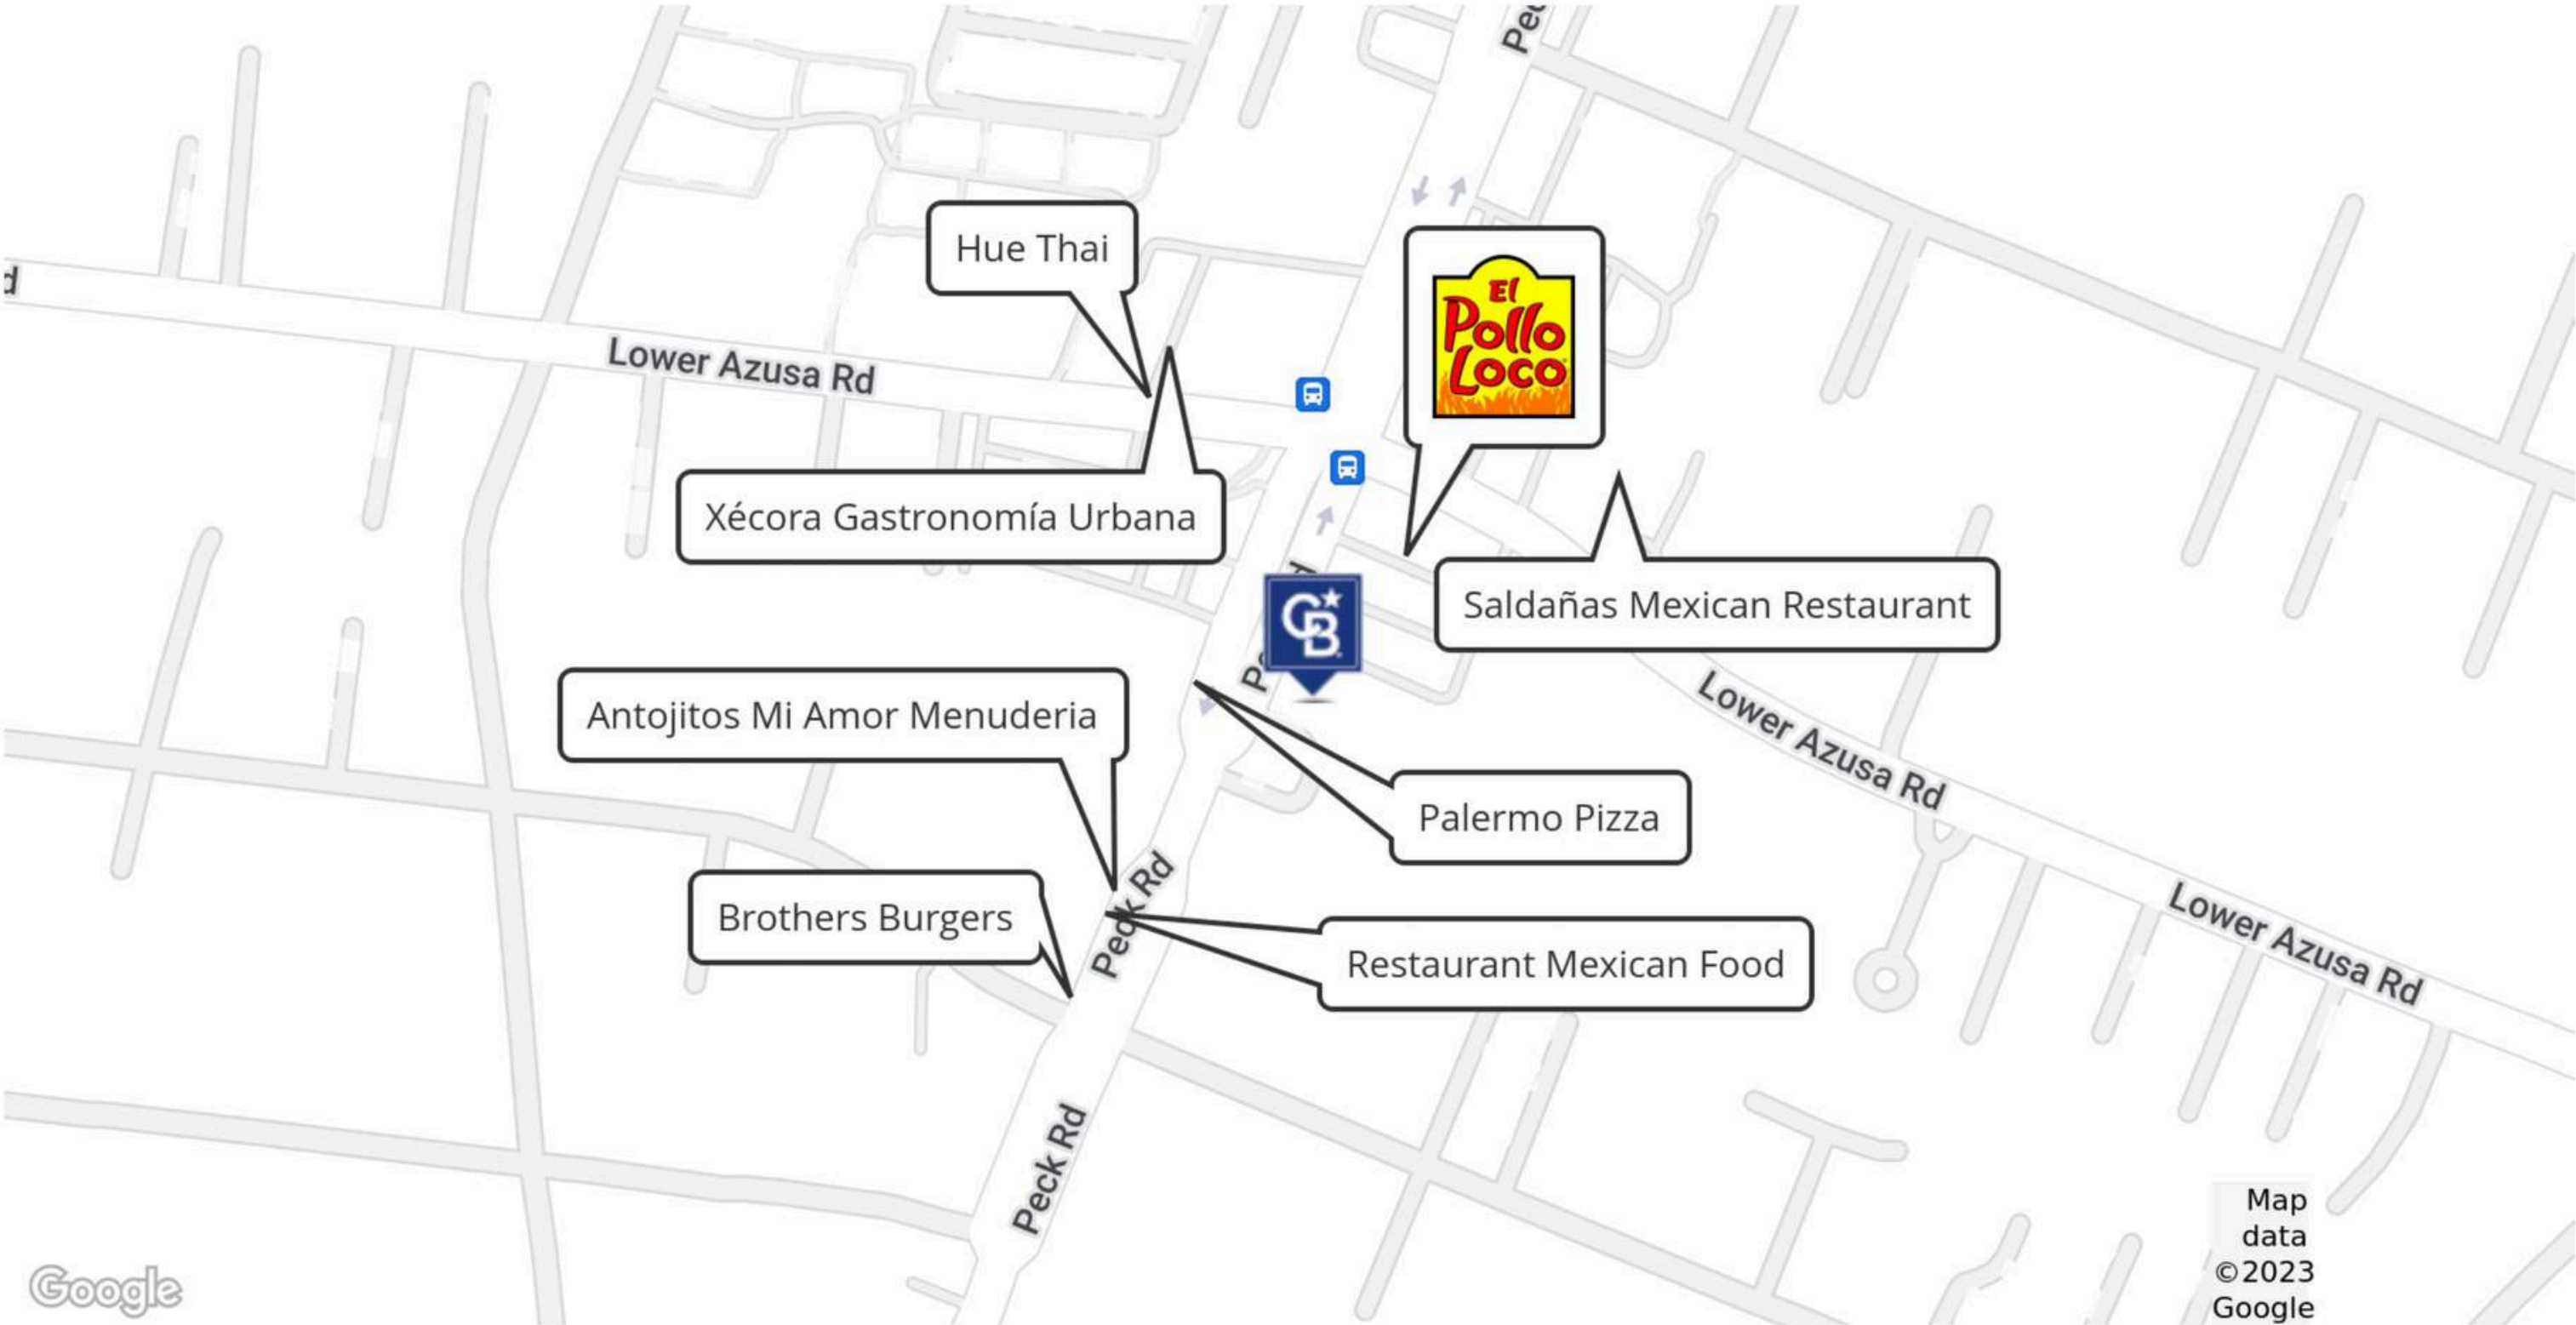 Pec
Hue Thai
d
El
Pollo
Loco
Lower Azusa Rd
Xécora Gastronomía Urbana
Saldañas Mexican Restaurant
CB
Antojitos Mi Amor Menuderia
Lower Azusa Rd
Palermo Pizza
Peck Rd
Brothers Burgers
Restaurant Mexican Food
Lower Azusa Rd
Peck Rd
Map
data
©2023
Google
Google